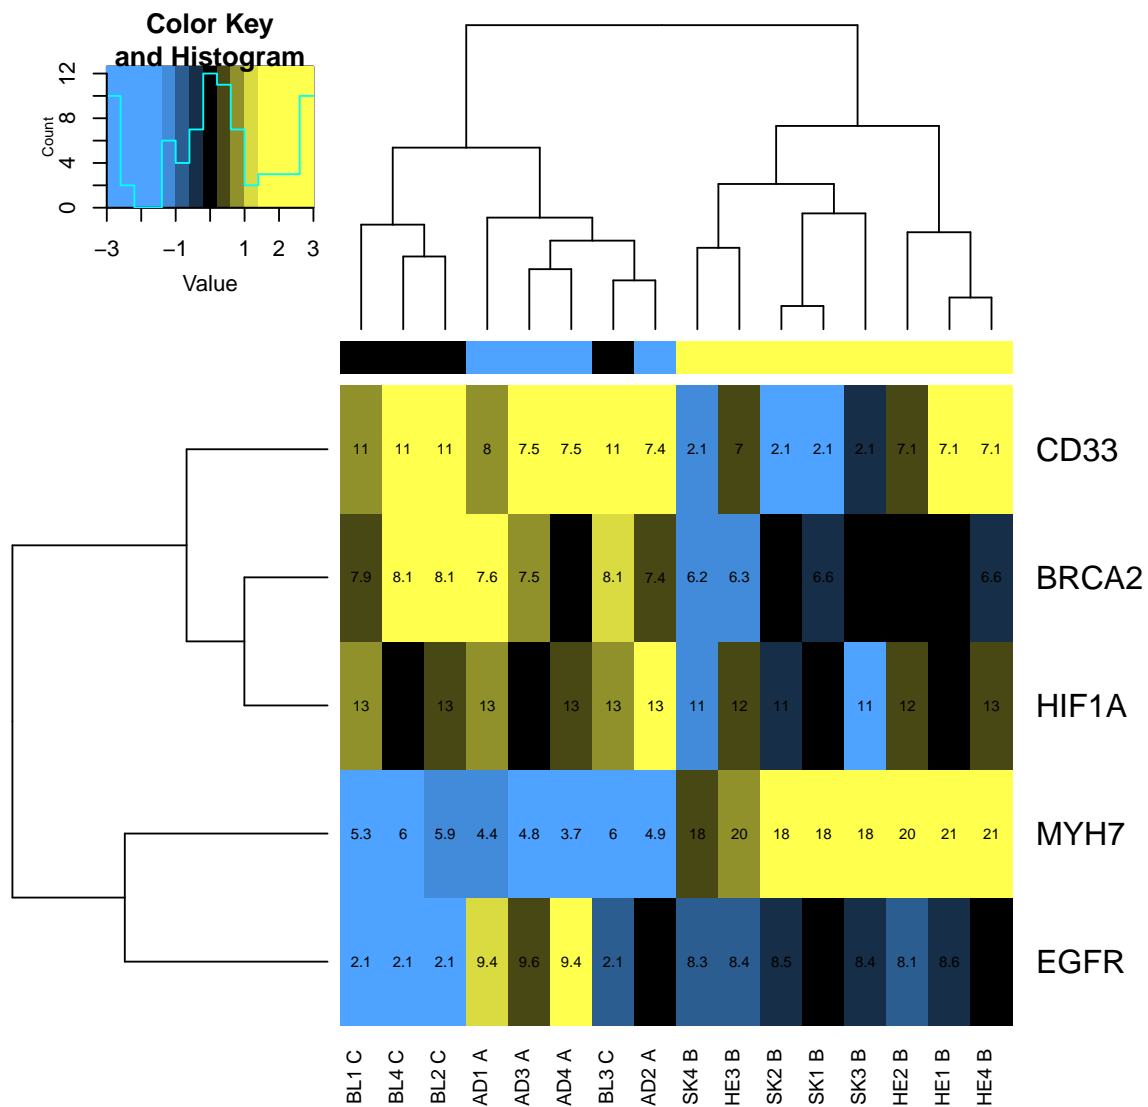 Color Key
and Histogram
Count
0 4 8 12
−3 −1 1 3
Value
11 11 11 8 7.5 7.5 11 7.4 2.1 7 2.1 2.1 2.1 7.1 7.1 7.1 CD33
7.9 8.1 8.1 7.6 7.5 8.1 7.4 6.2 6.3 6.6 6.6 BRCA2
13 13 13 13 13 13 11 12 11 11 12 13 HIF1A
5.3 6 5.9 4.4 4.8 3.7 6 4.9 18 20 18 18 18 20 21 21 MYH7
2.1 2.1 2.1 9.4 9.6 9.4 2.1 8.3 8.4 8.5 8.4 8.1 8.6 EGFR
BL1 C BL4 C BL2 C AD1 A AD3 A AD4 A BL3 C AD2 A SK4 B HE3 B SK2 B SK1 B SK3 B HE2 B HE1 B HE4 B